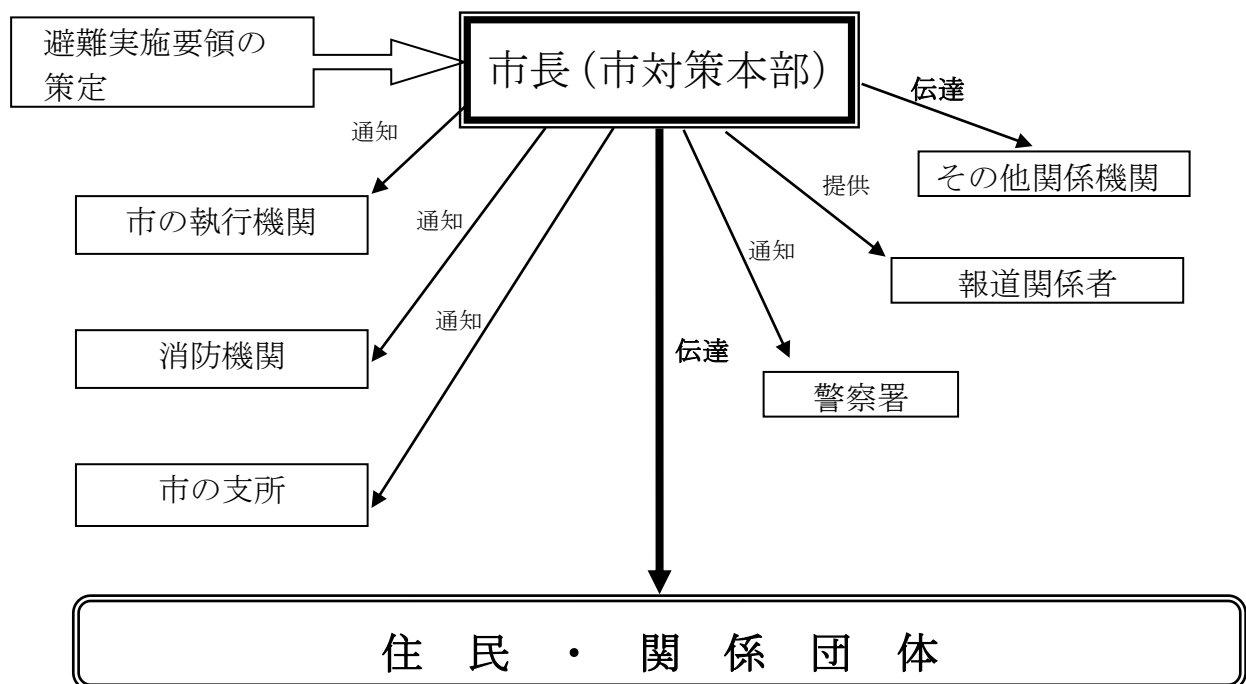 避難実施要領の
策定
市長(市対策本部)
伝達
通知
その他関係機関
提供
市の執行機関
通知
通知
報道関係者
通知
消防機関
伝達
警察署
市の支所
住民・関係団体